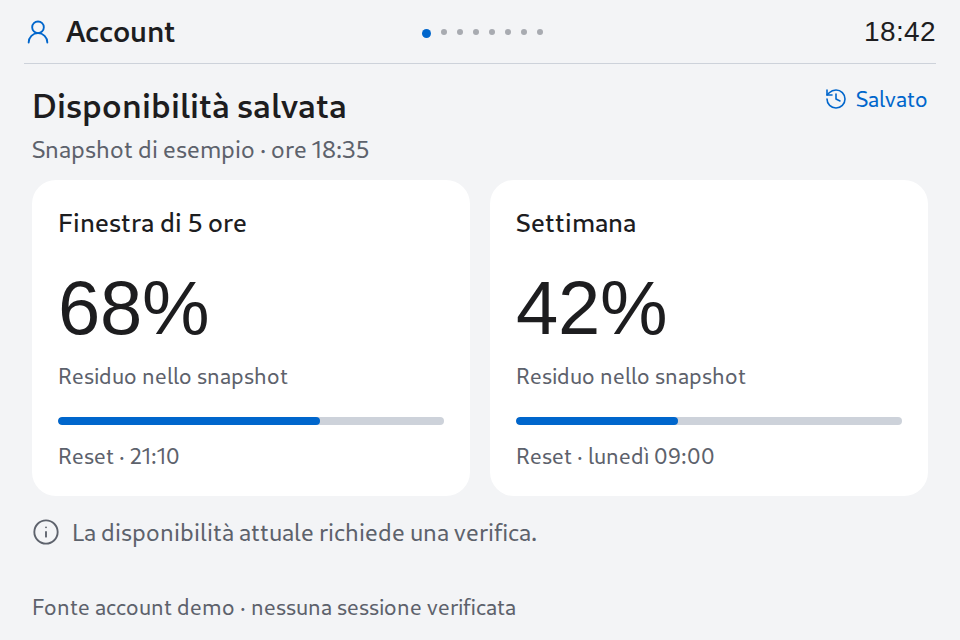 Account
18:42
Disponibilità salvata
Salvato
Snapshot di esempio · ore 18:35
Finestra di 5 ore
68%
Residuo nello snapshot
Reset · 21:10
Settimana
42%
Residuo nello snapshot
Reset · lunedì 09:00
La disponibilità attuale richiede una verifica.
Fonte account demo · nessuna sessione verificata